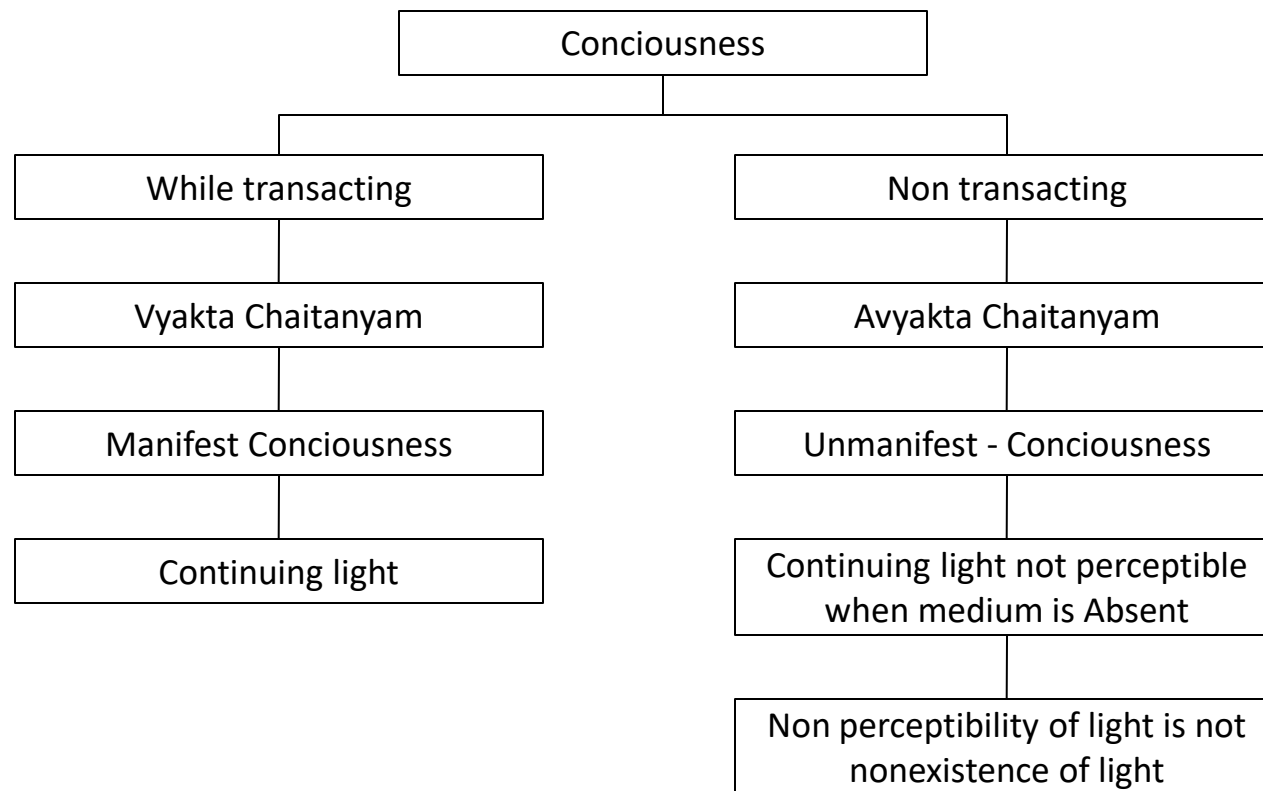 Conciousness
While transacting
Non transacting
Vyakta Chaitanyam
Avyakta Chaitanyam
Manifest Conciousness
Unmanifest - Conciousness
Continuing light
Continuing light not perceptible
when medium is Absent
Non perceptibility of light is not
nonexistence of light